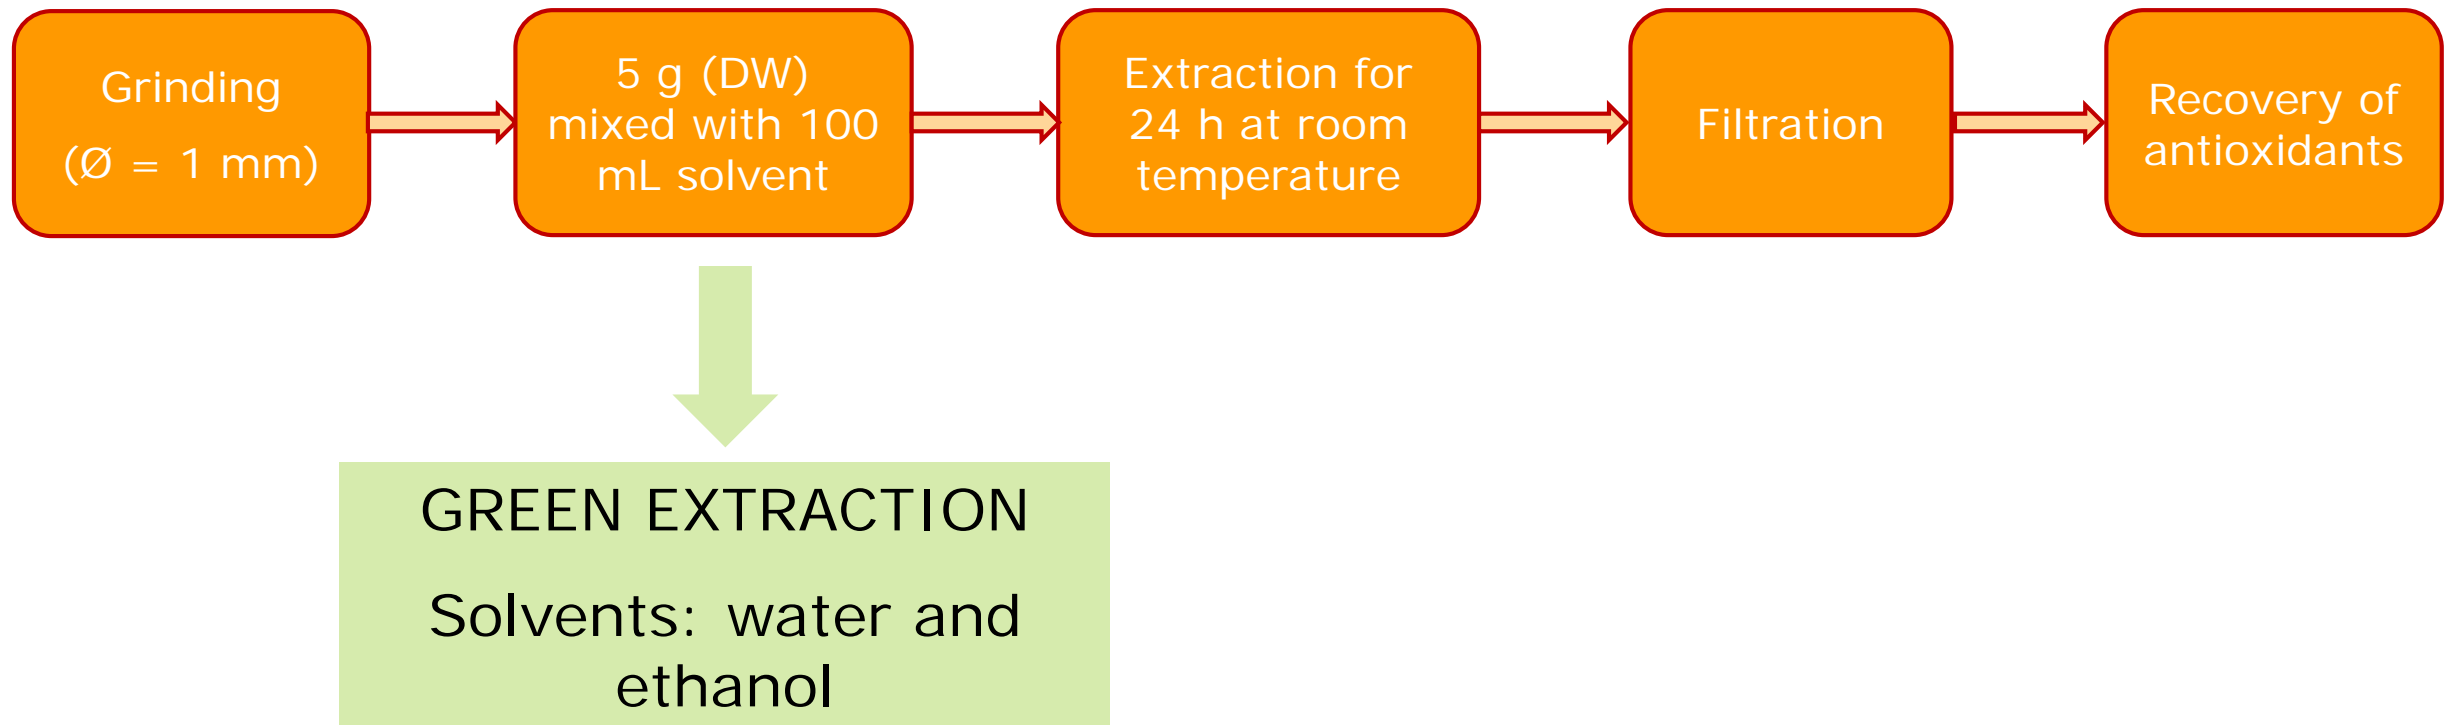 Grinding
(Ø = 1 mm)
5 g (DW)
mixed with 100
mL solvent
Extraction for
24 h at room
temperature
Filtration
Recovery of
antioxidants
GREEN EXTRACTION
Solvents: water and
ethanol